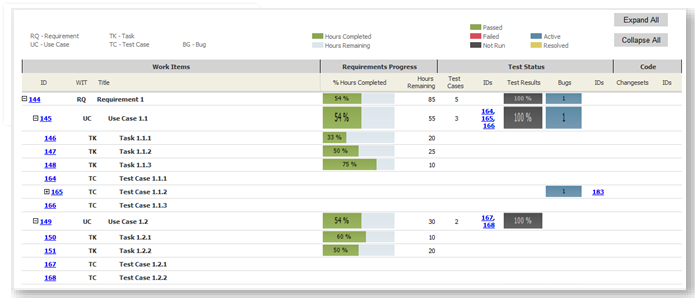 Expand All
Collapse All
RQ - Requirement TK - Task
UC - Use Case TC - Test Case BG - Bug
Hours Completed
Hours Remaining
Passed
Failed Active
Not Run Resolved
Work Items Requirements Progress Test Status Code
ID WIT Title % Hours Completed Hours Remaining Test Cases IDs Test Results Bugs IDs Changesets IDs
144 RQ Requirement 1 54 % 85 5 100 % 1
145 UC Use Case 1.1 54 % 55 3 164, 165, 166 100 % 1
146 TK Task 1.1.1 33 % 20
147 TK Task 1.1.2 50 % 25
148 TK Task 1.1.3 75 % 10
164 TC Test Case 1.1.1
165 TC Test Case 1.1.2 1 183
166 TC Test Case 1.1.3
149 UC Use Case 1.2 54 % 30 2 167, 168 100 %
150 TK Task 1.2.1 60 % 10
151 TK Task 1.2.2 50 % 20
167 TC Test Case 1.2.1
168 TC Test Case 1.2.2